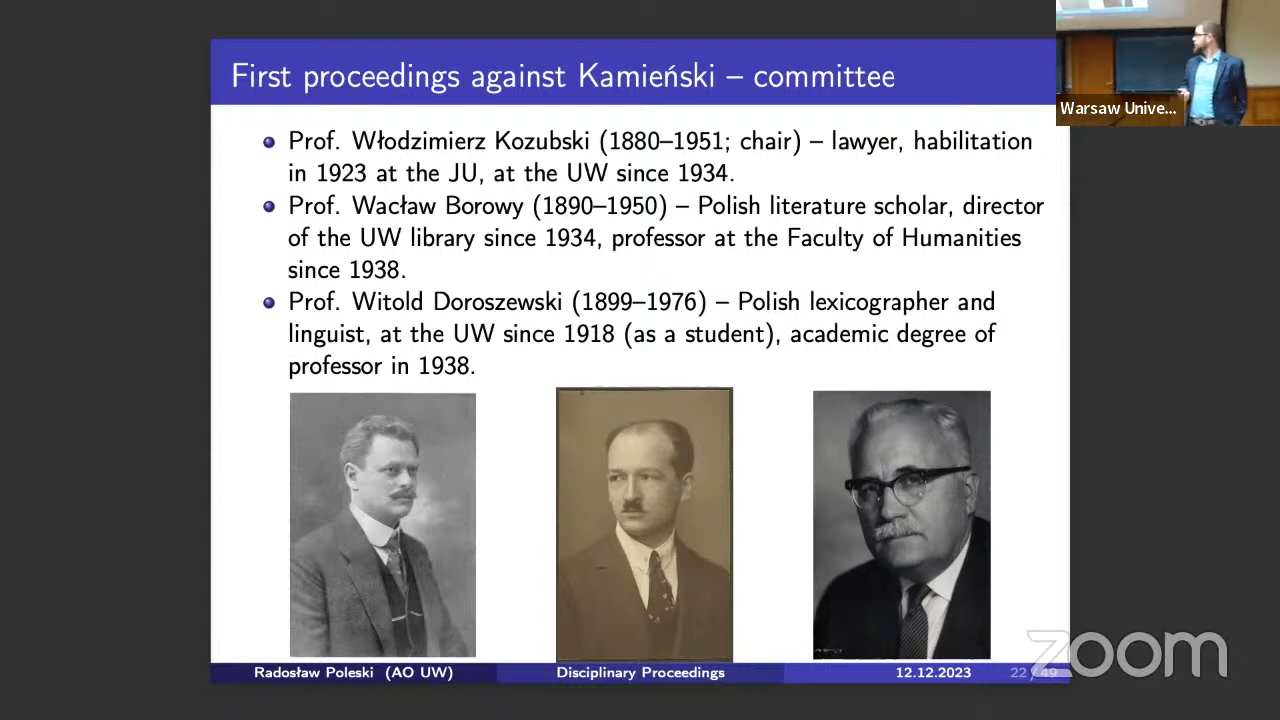 First proceedings against Kamieński – committee
Warsaw Unive...
Prof. Włodzimierz Kozubski (1880–1951; chair) – lawyer, habilitation
in 1923 at the JU, at the UW since 1934.
Prof. Wacław Borowy (1890–1950) – Polish literature scholar, director
of the UW library since 1934, professor at the Faculty of Humanities
since 1938.
Prof. Witold Doroszewski (1899–1976) – Polish lexicographer and
linguist, at the UW since 1918 (as a student), academic degree of
professor in 1938.
Radosław Poleski (AO UW)
Disciplinary Proceedings
12.12.2023
22 / 49
zoom